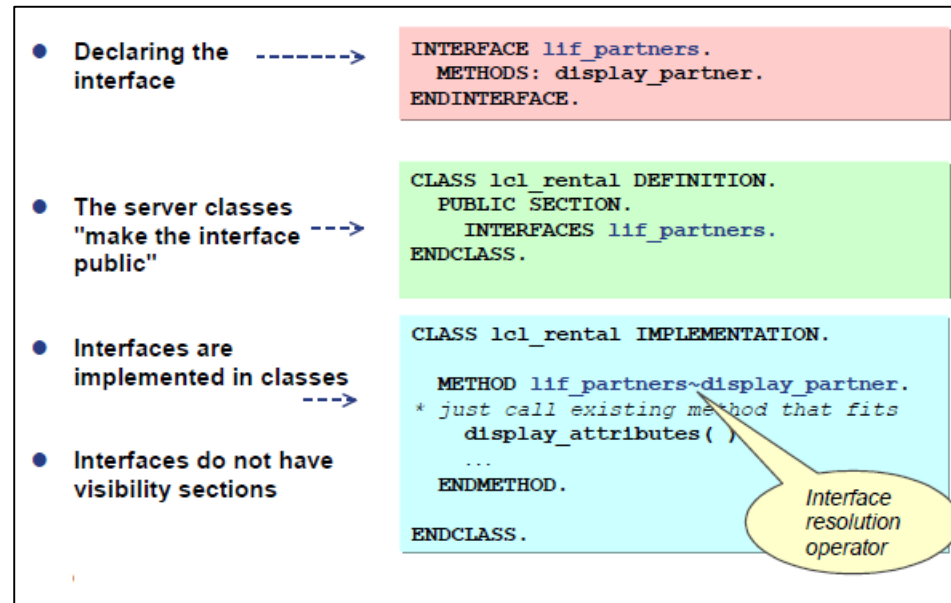 ● Declaring the
interface
INTERFACE lif_partners.
METHODS: display_partner.
ENDINTERFACE.
● The server classes
"make the interface
public"
CLASS lcl_rental DEFINITION.
PUBLIC SECTION.
INTERFACES lif_partners.
ENDCLASS.
● Interfaces are
implemented in classes
● Interfaces do not have
visibility sections
CLASS lcl_rental IMPLEMENTATION.
METHOD lif_partners~display_partner.
* just call existing method that fits
display_attributes( )
...
ENDMETHOD.
ENDCLASS.
Interface
resolution
operator